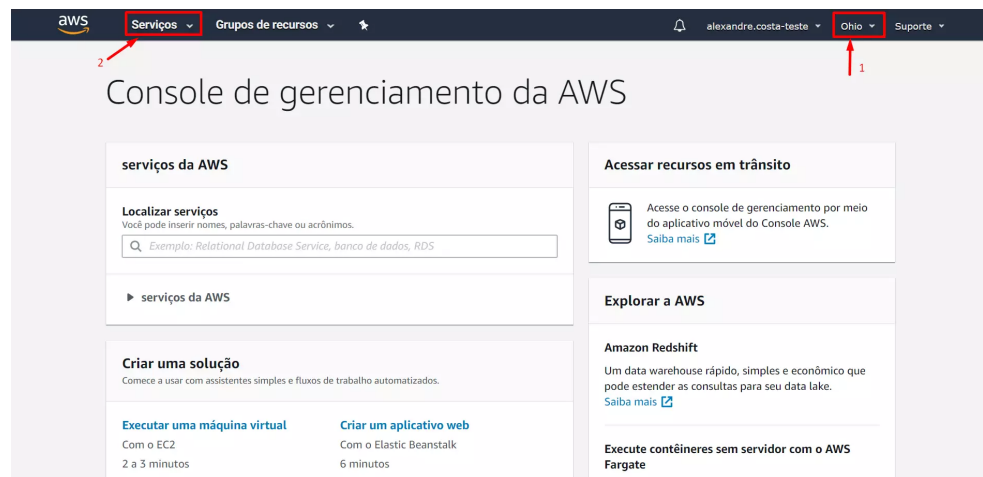 aws
Serviços
Grupos de recursos
alexandre.costa-teste
Ohio
Suporte
2
1
Console de gerenciamento da AWS
serviços da AWS
Localizar serviços
Você pode inserir nomes, palavras-chave ou acrônimos.
Exemplo: Relational Database Service, banco de dados, RDS
serviços da AWS
Criar uma solução
Comece a usar com assistentes simples e fluxos de trabalho automatizados.
Executar uma máquina virtual
Com o EC2
2 a 3 minutos
Criar um aplicativo web
Com o Elastic Beanstalk
6 minutos
Acessar recursos em trânsito
Acesse o console de gerenciamento por meio
do aplicativo móvel do Console AWS.
Saiba mais
Explorar a AWS
Amazon Redshift
Um data warehouse rápido, simples e econômico que
pode estender as consultas para seu data lake.
Saiba mais
Execute contêineres sem servidor com o AWS
Fargate